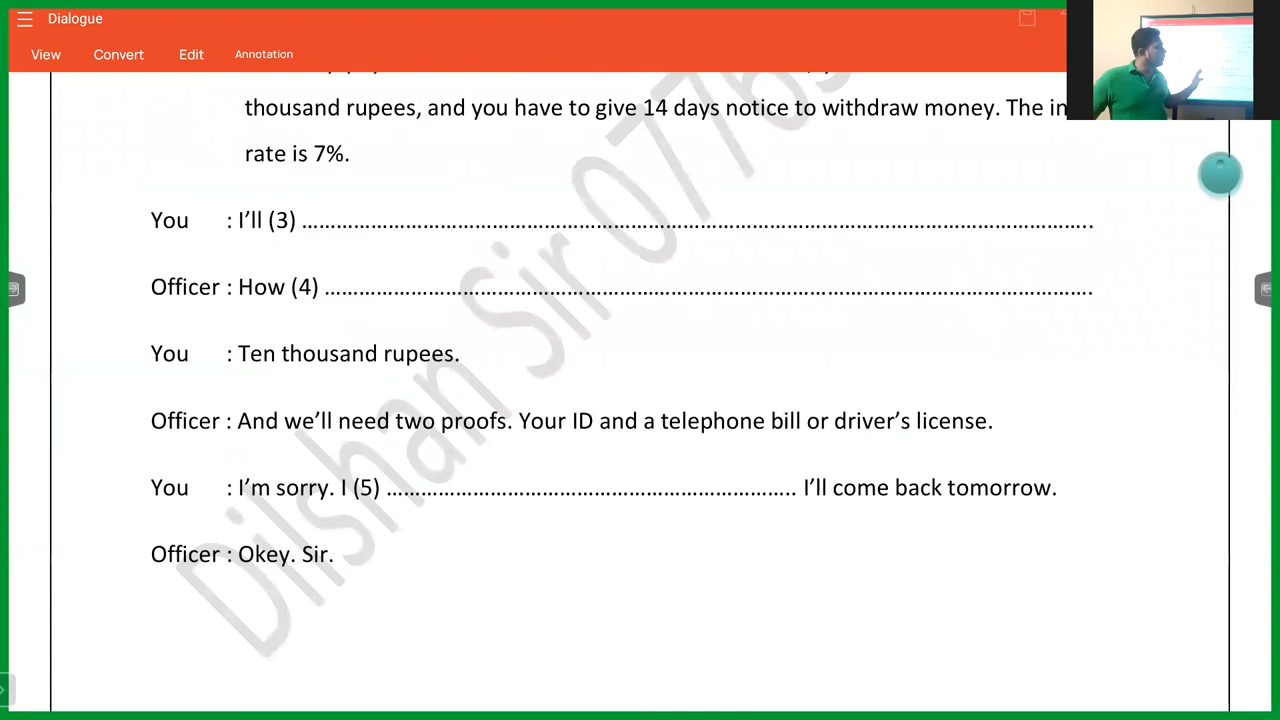 Dialogue
View Convert Edit Annotation
thousand rupees, and you have to give 14 days notice to withdraw money. The in
rate is 7%.
You : I’ll (3) ……………………………………………………………………………………………..
Officer : How (4) ………………………………………………………………………………………….
You : Ten thousand rupees.
Officer : And we’ll need two proofs. Your ID and a telephone bill or driver’s license.
You : I’m sorry. I (5) …………………………………………………………….. I’ll come back tomorrow.
Officer : Okey. Sir.
Dilshan Sir